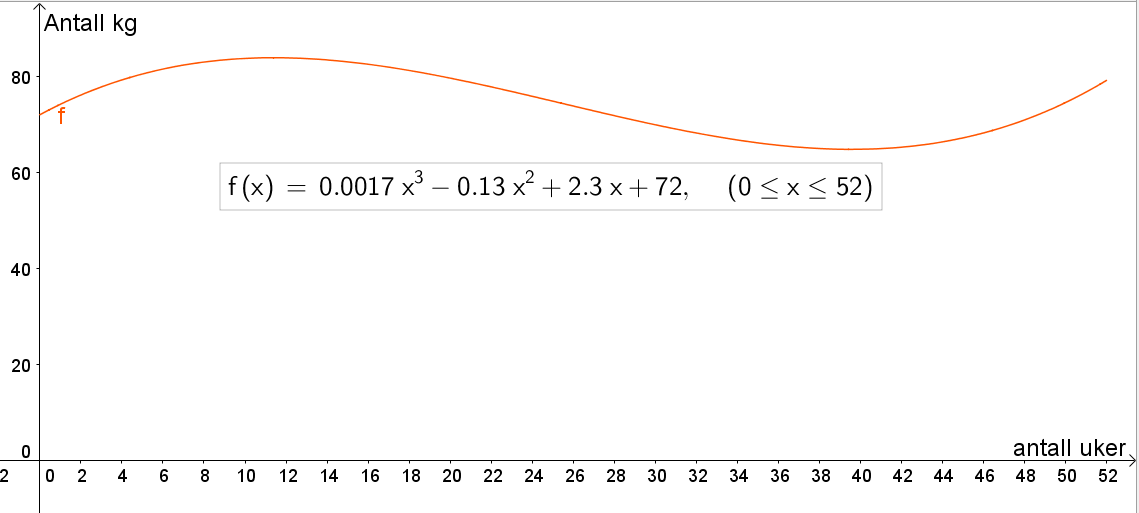 Antall kg
80
f
60
f (x) = 0.0017 x³ − 0.13 x² + 2.3 x + 72, (0 ≤ x ≤ 52)
40
20
0
antall uker
2 0 2 4 6 8 10 12 14 16 18 20 22 24 26 28 30 32 34 36 38 40 42 44 46 48 50 52